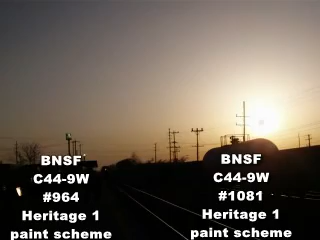 BNSF
C44-9W
#964
Heritage 1
paint scheme
BNSF
C44-9W
#1081
Heritage 1
paint scheme